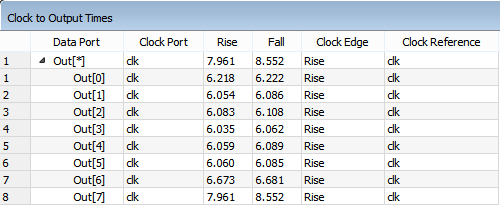 Clock to Output Times
Data Port Clock Port Rise Fall Clock Edge Clock Reference
1 Out[*] clk 7.961 8.552 Rise clk
1 Out[0] clk 6.218 6.222 Rise clk
2 Out[1] clk 6.054 6.086 Rise clk
3 Out[2] clk 6.083 6.108 Rise clk
4 Out[3] clk 6.035 6.062 Rise clk
5 Out[4] clk 6.059 6.089 Rise clk
6 Out[5] clk 6.060 6.085 Rise clk
7 Out[6] clk 6.673 6.681 Rise clk
8 Out[7] clk 7.961 8.552 Rise clk